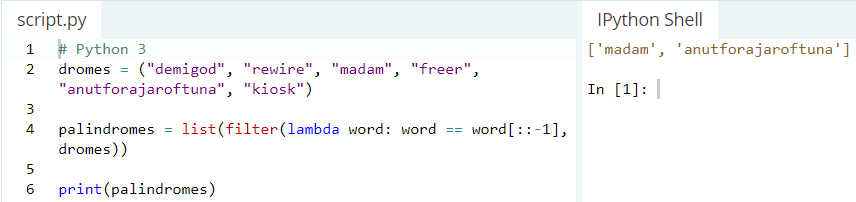 script.py
1 # Python 3
2 dromes = ("demigod", "rewire", "madam", "freer",
"anutforajaroftuna", "kiosk")
3
4 palindromes = list(filter(lambda word: word == word[::-1],
dromes))
5
6 print(palindromes)
IPython Shell
['madam', 'anutforajaroftuna']
In [1]: